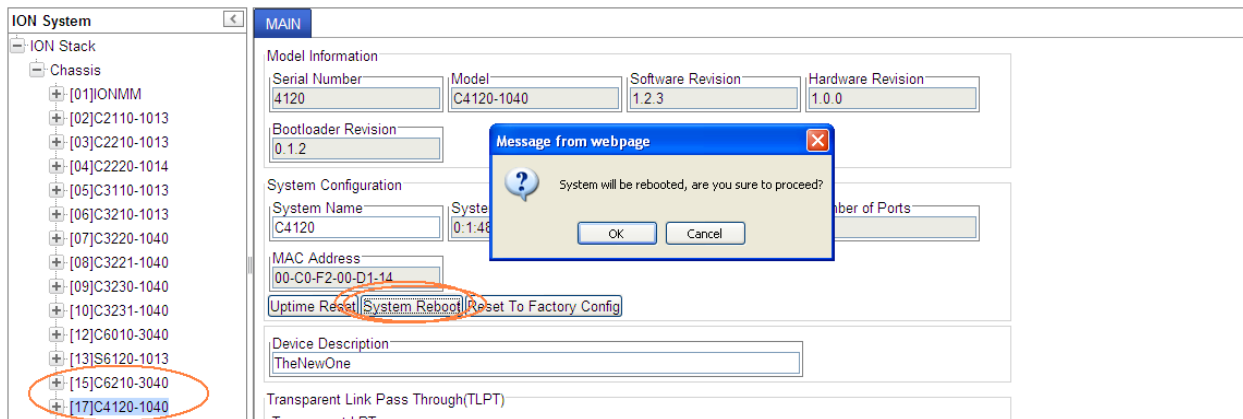 ION System
ION Stack
Chassis
[01]IONMM
[02]C2110-1013
[03]C2210-1013
[04]C2220-1014
[05]C3110-1013
[06]C3210-1013
[07]C3220-1040
[08]C3221-1040
[09]C3230-1040
[10]C3231-1040
[12]C6010-3040
[13]S6120-1013
[15]C6210-3040
[17]C4120-1040
MAIN
Model Information
Serial Number Model Software Revision Hardware Revision
4120 C4120-1040 1.2.3 1.0.0
Bootloader Revision
0.1.2
Message from webpage
System will be rebooted, are you sure to proceed?
OK Cancel
System Configuration
System Name Syste ber of Ports
C4120 0:1:48
MAC Address
00-C0-F2-00-D1-14
Uptime Reset System Reboot Reset To Factory Config
Device Description
TheNewOne
Transparent Link Pass Through(TLPT)